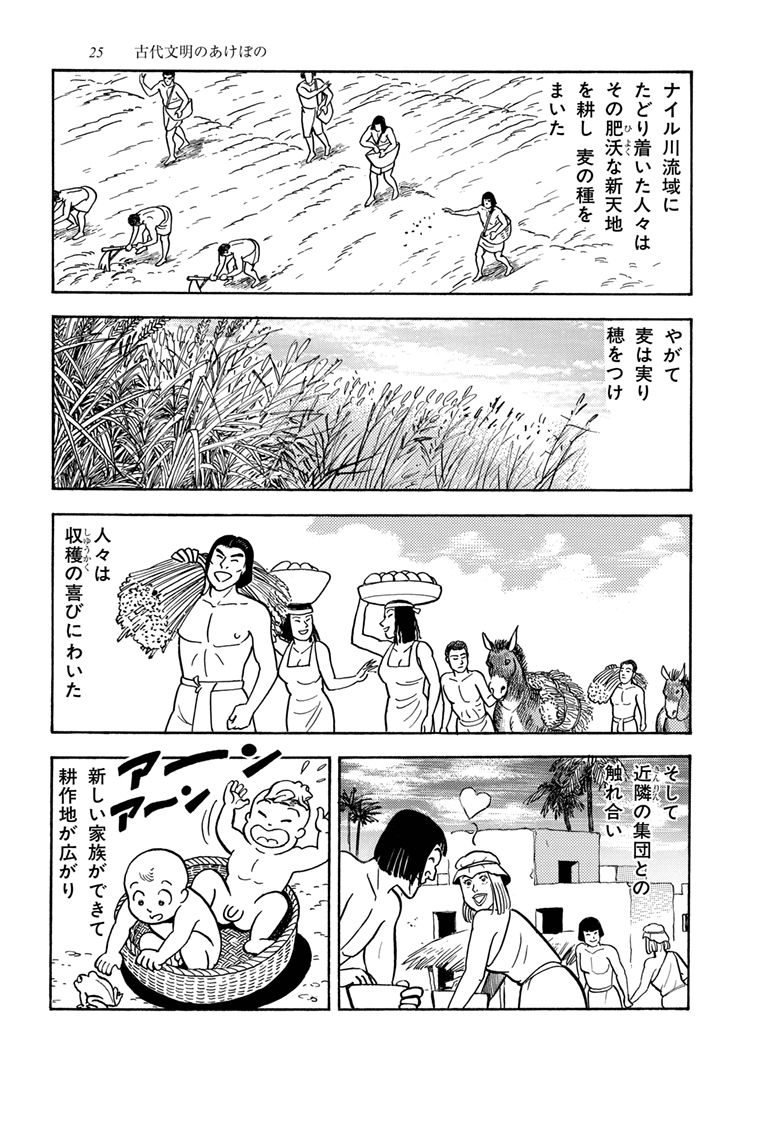 25 古代文明のあけぼの
ナイル川流域に
たどり着いた人々は
その肥沃な新天地
を耕し 麦の種を
まいた
やがて
麦は実り
穂をつけ
人々は
収穫の喜びにわいた
そして
近隣の集団との
触れ合い
アーン
アーン
新しい家族ができて
耕作地が広がり